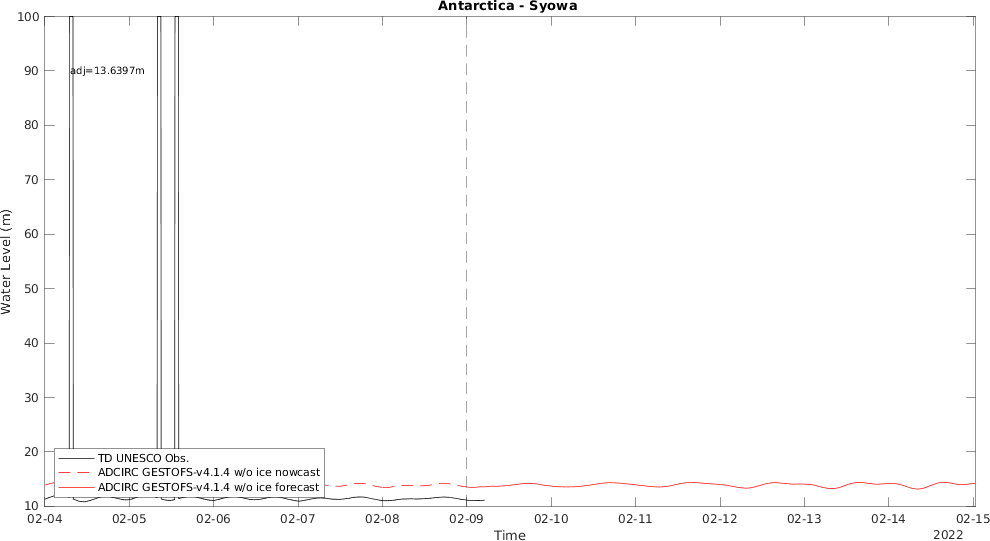 Antarctica - Syowa
100
90
80
70
60
50
40
30
20
10
Water Level (m)
adj=13.6397m
TD UNESCO Obs.
ADCIRC GESTOFS-v4.1.4 w/o ice nowcast
ADCIRC GESTOFS-v4.1.4 w/o ice forecast
02-04 02-05 02-06 02-07 02-08 02-09 02-10 02-11 02-12 02-13 02-14 02-15
Time
2022